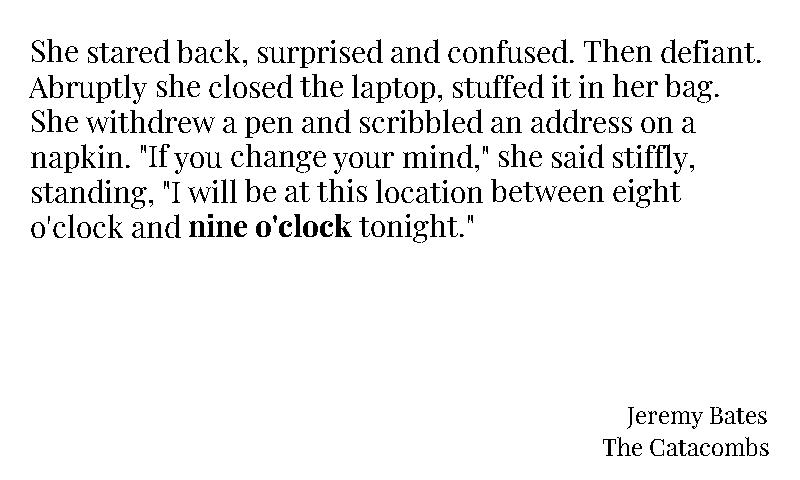 She stared back, surprised and confused. Then defiant.
Abruptly she closed the laptop, stuffed it in her bag.
She withdrew a pen and scribbled an address on a
napkin. "If you change your mind," she said stiffly,
standing, "I will be at this location between eight
o'clock and nine o'clock tonight."
Jeremy Bates
The Catacombs